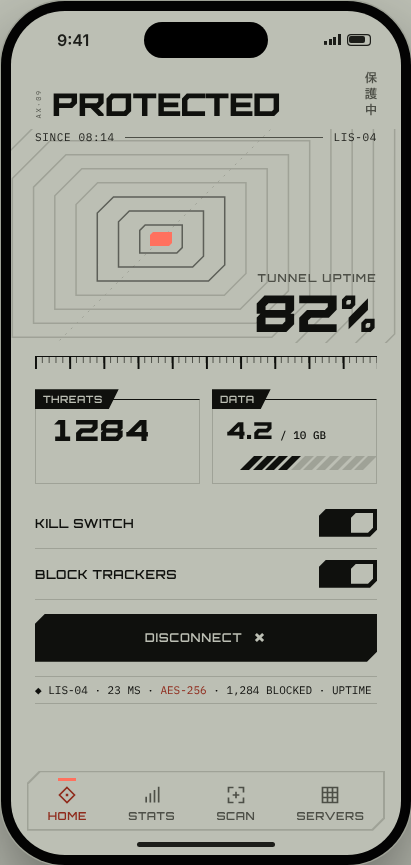 9:41
AX-09
PROTECTED
保護中
SINCE 08:14
LIS-04
TUNNEL UPTIME
82%
THREATS
1284
DATA
4.2 / 10 GB
KILL SWITCH
BLOCK TRACKERS
DISCONNECT ✖
◆ LIS-04 · 23 MS · AES-256 · 1,284 BLOCKED · UPTIME
HOME
STATS
SCAN
SERVERS